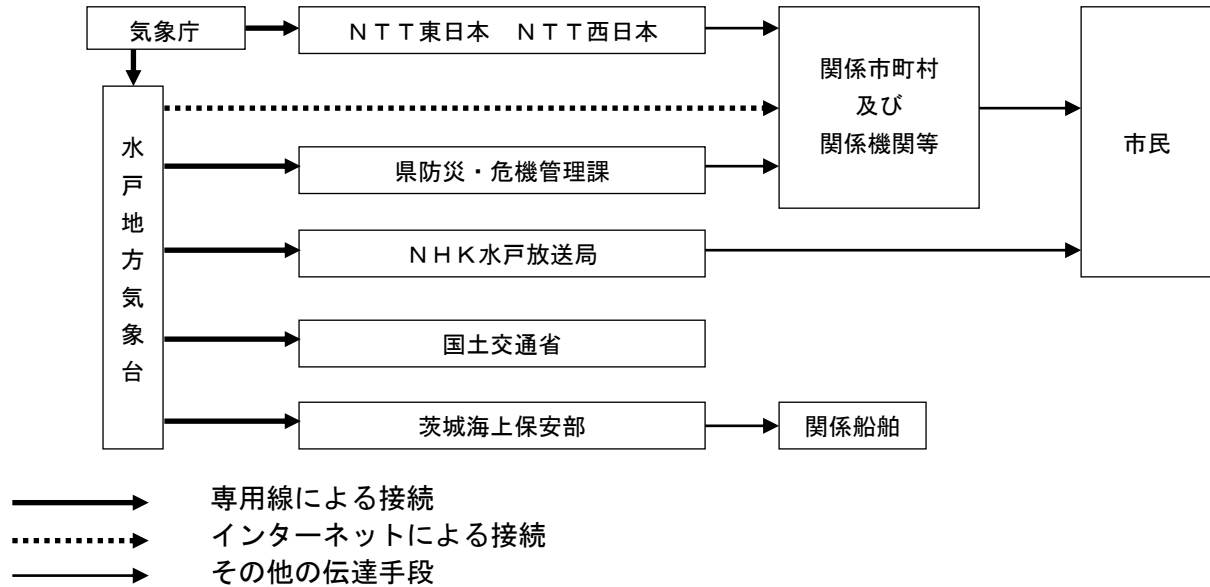 気象庁
ＮＴＴ東日本　ＮＴＴ西日本
関係市町村
及び
関係機関等
市民
水戸地方気象台
県防災・危機管理課
ＮＨＫ水戸放送局
国土交通省
茨城海上保安部
関係船舶
専用線による接続
インターネットによる接続
その他の伝達手段